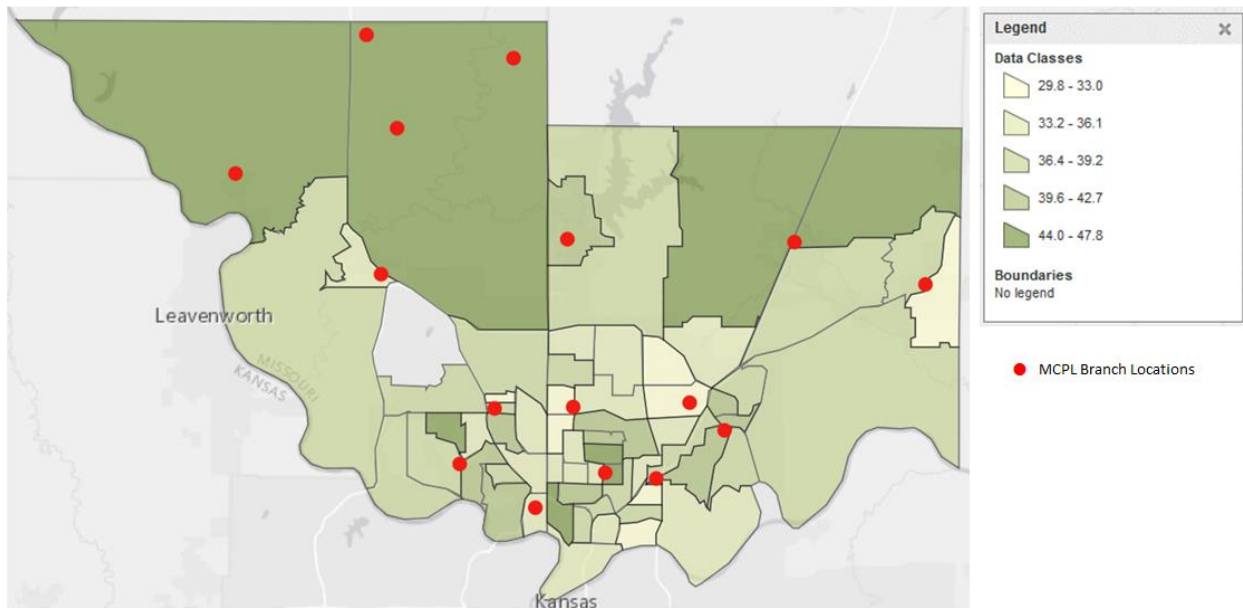 Leavenworth
MISSOURI
KANSAS
Kansas
Legend
Data Classes
29.8 - 33.0
33.2 - 36.1
36.4 - 39.2
39.6 - 42.7
44.0 - 47.8
Boundaries
No legend
MCPL Branch Locations